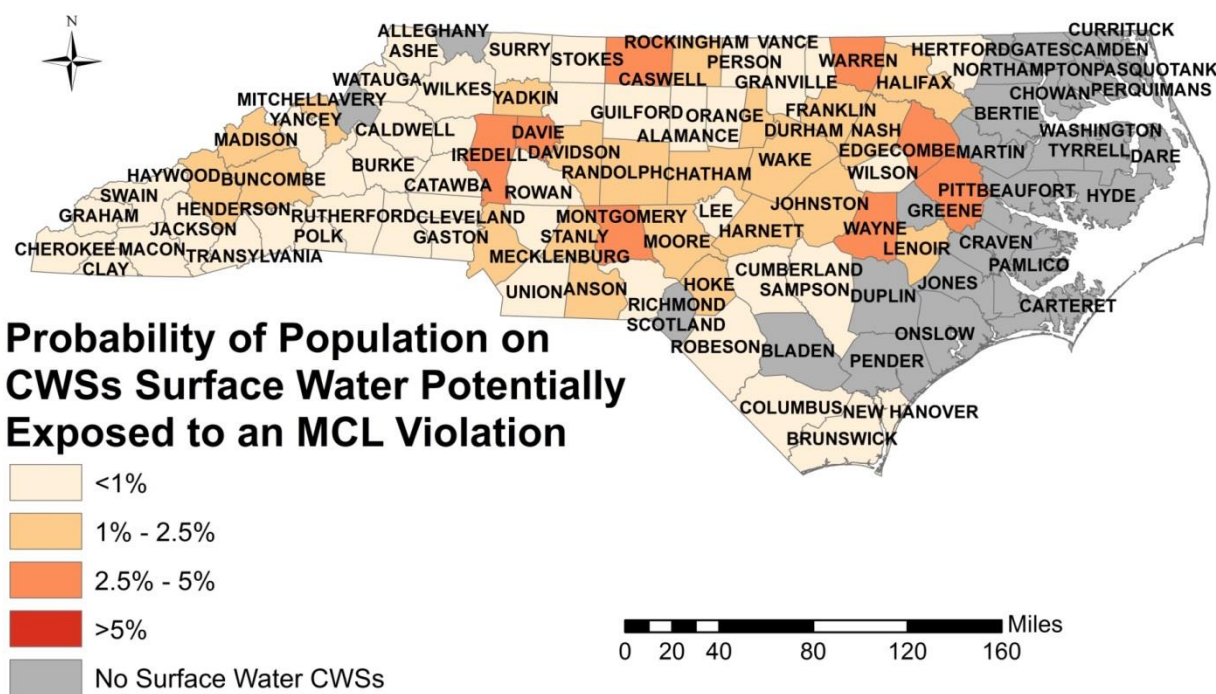 N
ALLEGHANY
CURRITUCK
ASHE
SURRY
STOKES
ROCKINGHAM
VANCE
PERSON
WARREN
HERTFORD
GATES
CAMDEN
WATAUGA
WILKES
CASWELL
GRANVILLE
HALIFAX
NORTHAMPTON
PASQUOTANK
MITCHELL
AVERY
YADKIN
GUILFORD
ORANGE
FRANKLIN
BERTIE
CHOWAN
PERQUIMANS
YANCEY
MADISON
CALDWELL
DAVIE
ALAMANCE
DURHAM
NASH
WASHINGTON
HAYWOOD
BUNCOMBE
BURKE
IREDELL
DAVIDSON
RANDOLPH
CHATHAM
WAKE
EDGECOMBE
MARTIN
TYRRELL
DARE
SWAIN
CATAWBA
ROWAN
WILSON
PITT
BEAUFORT
HYDE
GRAHAM
HENDERSON
RUTHERFORD
CLEVELAND
MONTGOMERY
LEE
JOHNSTON
GREENE
JACKSON
POLK
GASTON
STANLY
MOORE
HARNETT
WAYNE
LENOIR
CRAVEN
CHEROKEE
MACON
TRANSYLVANIA
MECKLENBURG
PAMLICO
CLAY
UNION
ANSON
HOKE
CUMBERLAND
SAMPSON
DUPLIN
JONES
RICHMOND
CARTERET
SCOTLAND
ROBESON
BLADEN
ONSLOW
PENDER
COLUMBUS
NEW HANOVER
BRUNSWICK
Probability of Population on
CWSs Surface Water Potentially
Exposed to an MCL Violation
<1%
1% - 2.5%
2.5% - 5%
>5%
No Surface Water CWSs
Miles
0 20 40 80 120 160